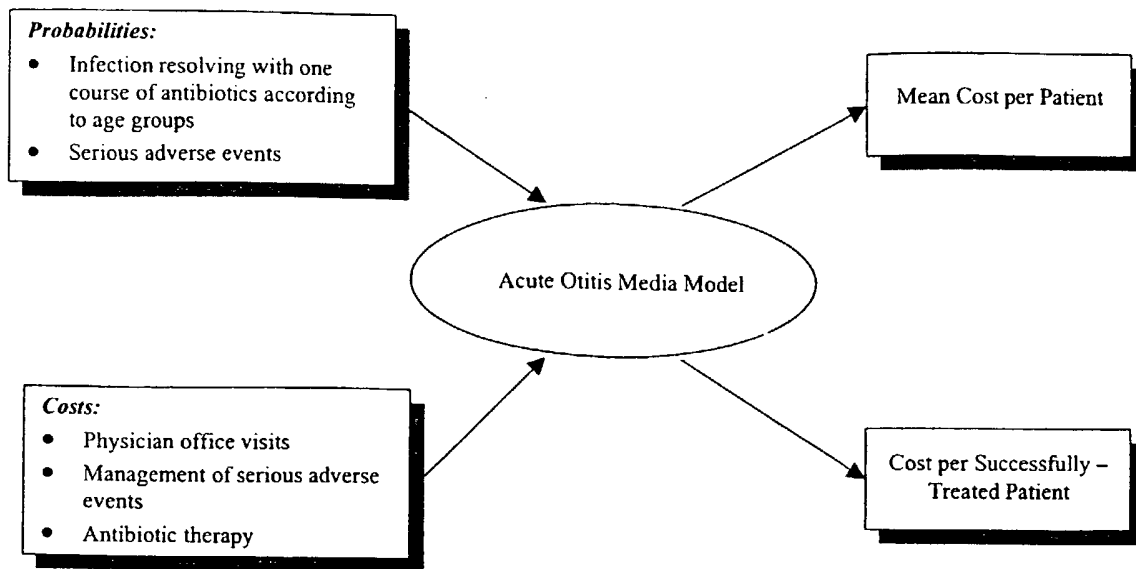 Probabilities:
• Infection resolving with one
course of antibiotics according
to age groups
• Serious adverse events
Mean Cost per Patient
Acute Otitis Media Model
Costs:
• Physician office visits
• Management of serious adverse
events
• Antibiotic therapy
Cost per Successfully –
Treated Patient